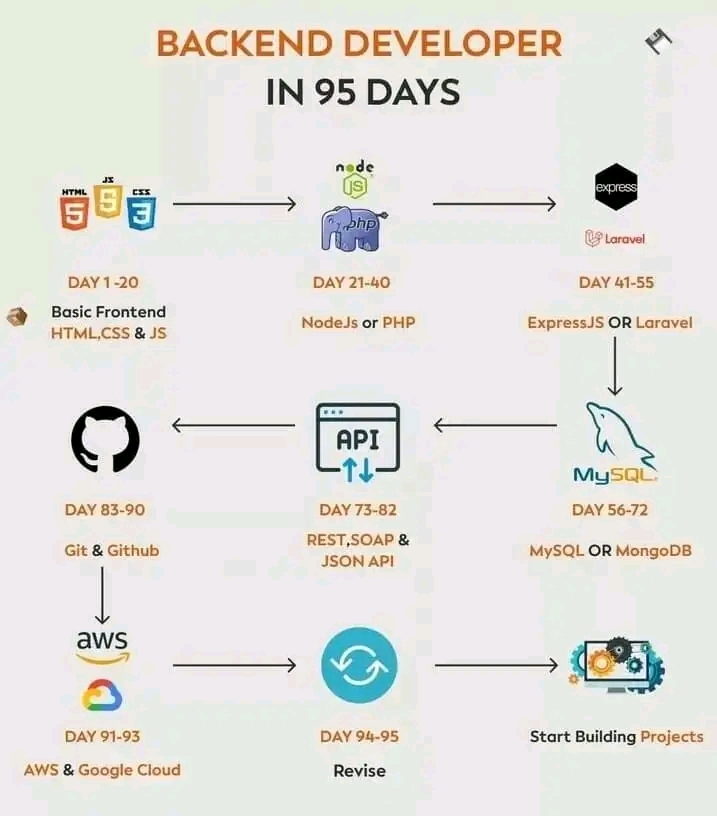 BACKEND DEVELOPER
IN 95 DAYS
HTML
JS
CSS
5
S
3
node
JS
php
express
Laravel
DAY 1 -20
DAY 21-40
DAY 41-55
Basic Frontend
HTML,CSS & JS
NodeJs or PHP
ExpressJS OR Laravel
API
MySQL
DAY 83-90
DAY 73-82
DAY 56-72
Git & Github
REST,SOAP &
JSON API
MySQL OR MongoDB
aws
DAY 91-93
DAY 94-95
Start Building Projects
AWS & Google Cloud
Revise